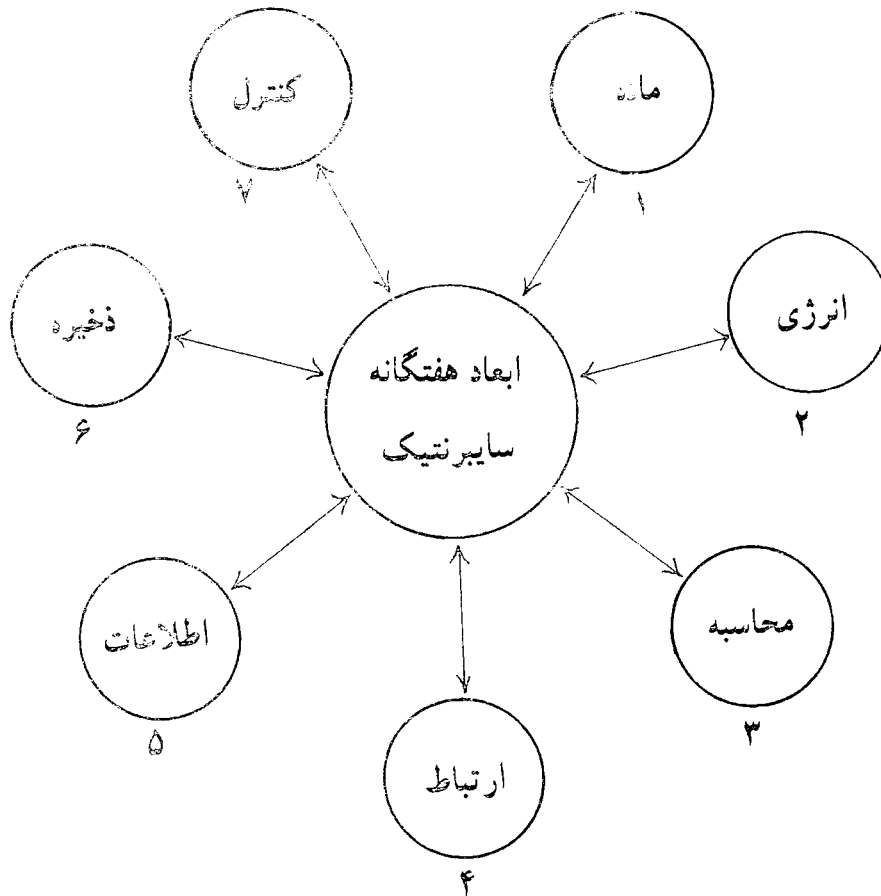 کنترل
ماده
۷
۱
ذخیره
انرژی
ابعاد هفتگانه
سایبرنتیک
۶
۲
اطلاعات
محاسبه
۵
۳
ارتباط
۴